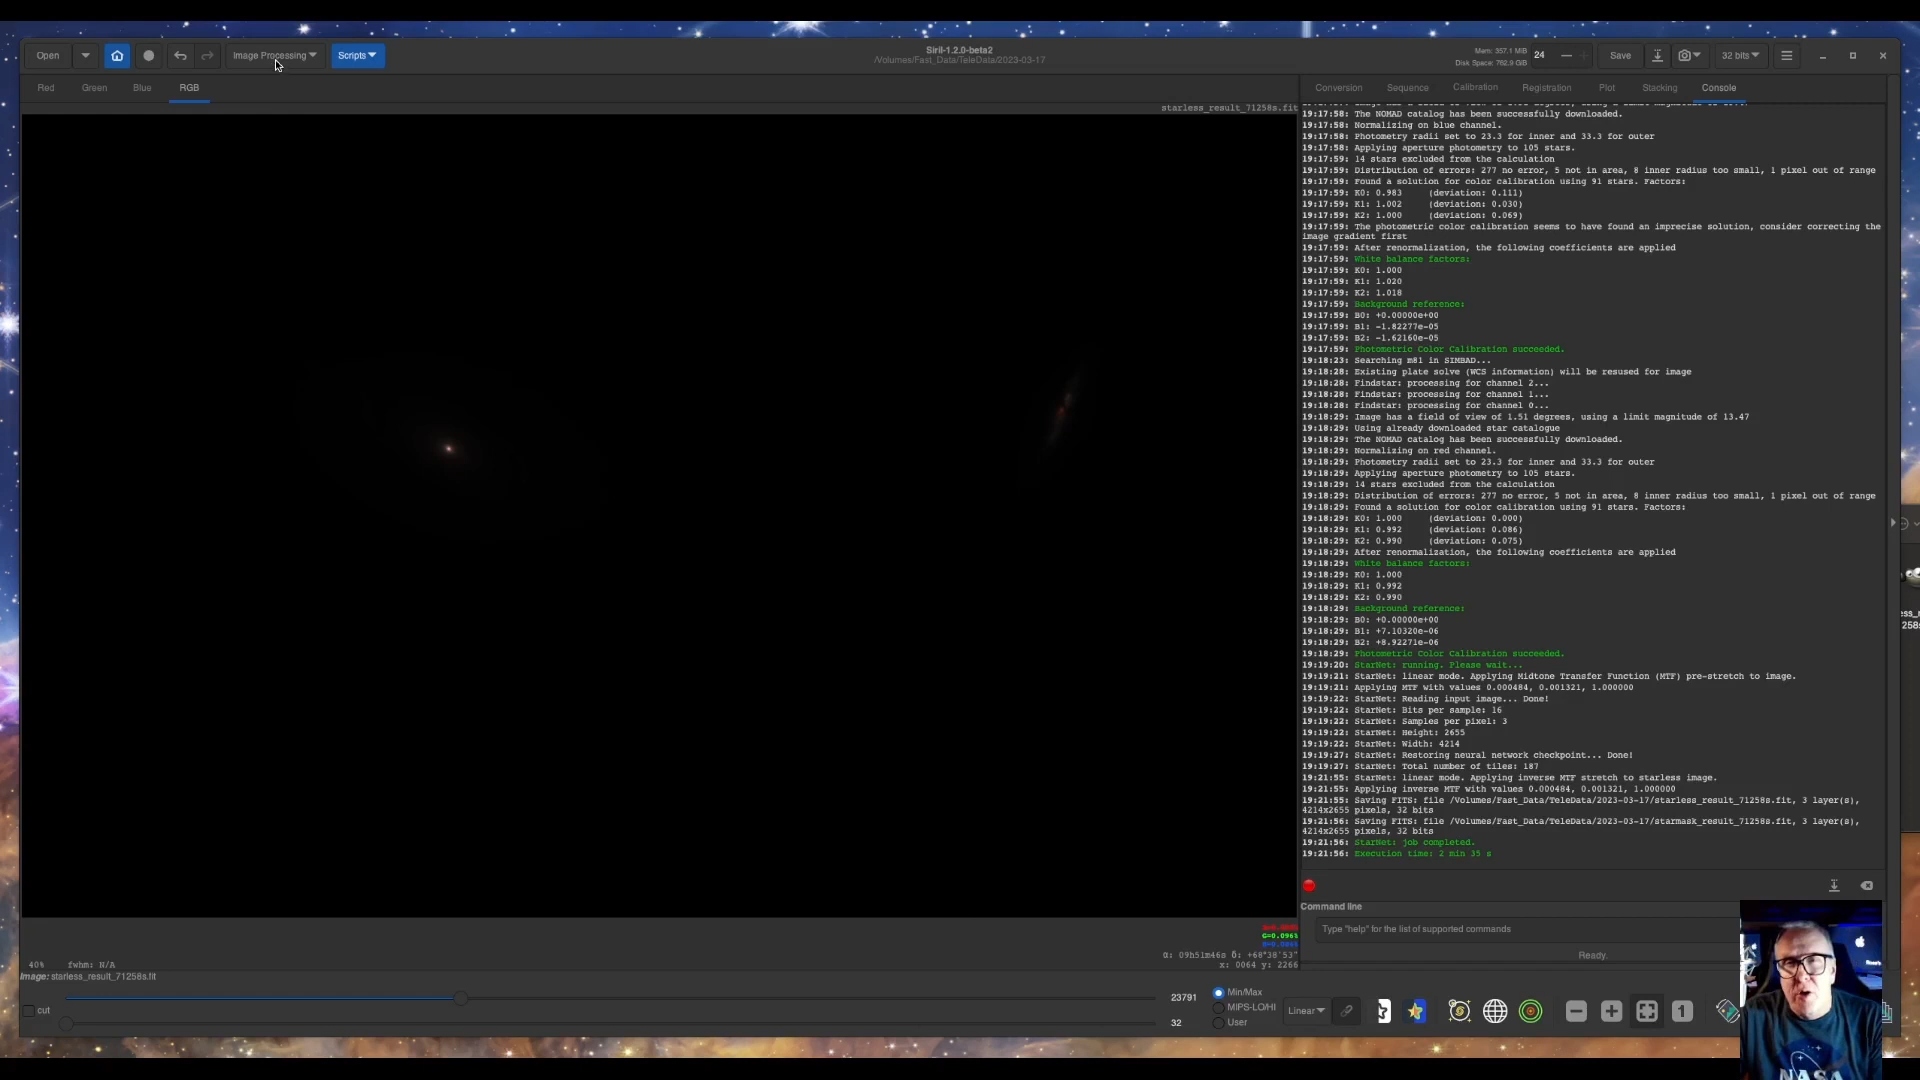 Open
Image Processing
Scripts
Siril-1.2.0-beta2
/Volumes/Fast_Data/TeleData/2023-03-17
Mem: 357.1 MiB
Disk Space: 762.9 GiB
24
Save
32 bits
Red
Green
Blue
RGB
starless_result_71258s.fit
Conversion
Sequence
Calibration
Registration
Plot
Stacking
Console
19:17:58: The NOMAD catalog has been successfully downloaded.
19:17:58: Normalizing on blue channel.
19:17:58: Photometry radii set to 23.3 for inner and 33.3 for outer
19:17:58: Applying aperture photometry to 105 stars.
19:17:59: 14 stars excluded from the calculation
19:17:59: Distribution of errors: 277 no error, 5 not in area, 8 inner radius too small, 1 pixel out of range
19:17:59: Found a solution for color calibration using 91 stars. Factors:
19:17:59: K0: 0.983 (deviation: 0.111)
19:17:59: K1: 1.002 (deviation: 0.030)
19:17:59: K2: 1.000 (deviation: 0.069)
19:17:59: The photometric color calibration seems to have found an imprecise solution, consider correcting the
image gradient first
19:17:59: After renormalization, the following coefficients are applied
19:17:59: White balance factors:
19:17:59: K0: 1.000
19:17:59: K1: 1.020
19:17:59: K2: 1.018
19:17:59: Background reference:
19:17:59: B0: +0.00000e+00
19:17:59: B1: -1.82277e-05
19:17:59: B2: -1.62160e-05
19:17:59: Photometric Color Calibration succeeded.
19:18:23: Searching m81 in SIMBAD...
19:18:28: Existing plate solve (WCS information) will be resused for image
19:18:28: Findstar: processing for channel 2...
19:18:28: Findstar: processing for channel 1...
19:18:28: Findstar: processing for channel 0...
19:18:29: Image has a field of view of 1.51 degrees, using a limit magnitude of 13.47
19:18:29: Using already downloaded star catalogue
19:18:29: The NOMAD catalog has been successfully downloaded.
19:18:29: Normalizing on red channel.
19:18:29: Photometry radii set to 23.3 for inner and 33.3 for outer
19:18:29: Applying aperture photometry to 105 stars.
19:18:29: 14 stars excluded from the calculation
19:18:29: Distribution of errors: 277 no error, 5 not in area, 8 inner radius too small, 1 pixel out of range
19:18:29: Found a solution for color calibration using 91 stars. Factors:
19:18:29: K0: 1.000 (deviation: 0.000)
19:18:29: K1: 0.992 (deviation: 0.086)
19:18:29: K2: 0.990 (deviation: 0.075)
19:18:29: After renormalization, the following coefficients are applied
19:18:29: White balance factors:
19:18:29: K0: 1.000
19:18:29: K1: 0.992
19:18:29: K2: 0.990
19:18:29: Background reference:
19:18:29: B0: +0.00000e+00
19:18:29: B1: +7.10320e-06
19:18:29: B2: +8.92271e-06
19:18:29: Photometric Color Calibration succeeded.
19:19:20: StarNet: running. Please wait...
19:19:21: StarNet: linear mode. Applying Midtone Transfer Function (MTF) pre-stretch to image.
19:19:21: Applying MTF with values 0.000484, 0.001321, 1.000000
19:19:22: StarNet: Reading input image... Done!
19:19:22: StarNet: Bits per sample: 16
19:19:22: StarNet: Samples per pixel: 3
19:19:22: StarNet: Height: 2655
19:19:22: StarNet: Width: 4214
19:19:27: StarNet: Restoring neural network checkpoint... Done!
19:19:27: StarNet: Total number of tiles: 187
19:21:55: StarNet: linear mode. Applying inverse MTF stretch to starless image.
19:21:55: Applying inverse MTF with values 0.000484, 0.001321, 1.000000
19:21:55: Saving FITS: file /Volumes/Fast_Data/TeleData/2023-03-17/starless_result_71258s.fit, 3 layer(s),
4214x2655 pixels, 32 bits
19:21:56: Saving FITS: file /Volumes/Fast_Data/TeleData/2023-03-17/starmask_result_71258s.fit, 3 layer(s),
4214x2655 pixels, 32 bits
19:21:56: StarNet: job completed.
19:21:56: Execution time: 2 min 35 s
Command line
Type "help" for the list of supported commands
Ready.
G=0.096%
α: 09h51m46s δ: +68°38'53"
x: 0064 y: 2266
40%
fwhm: N/A
Image: starless_result_71258s.fit
cut
23791
32
Min/Max
MIPS-LO/HI
User
Linear
1
NASA